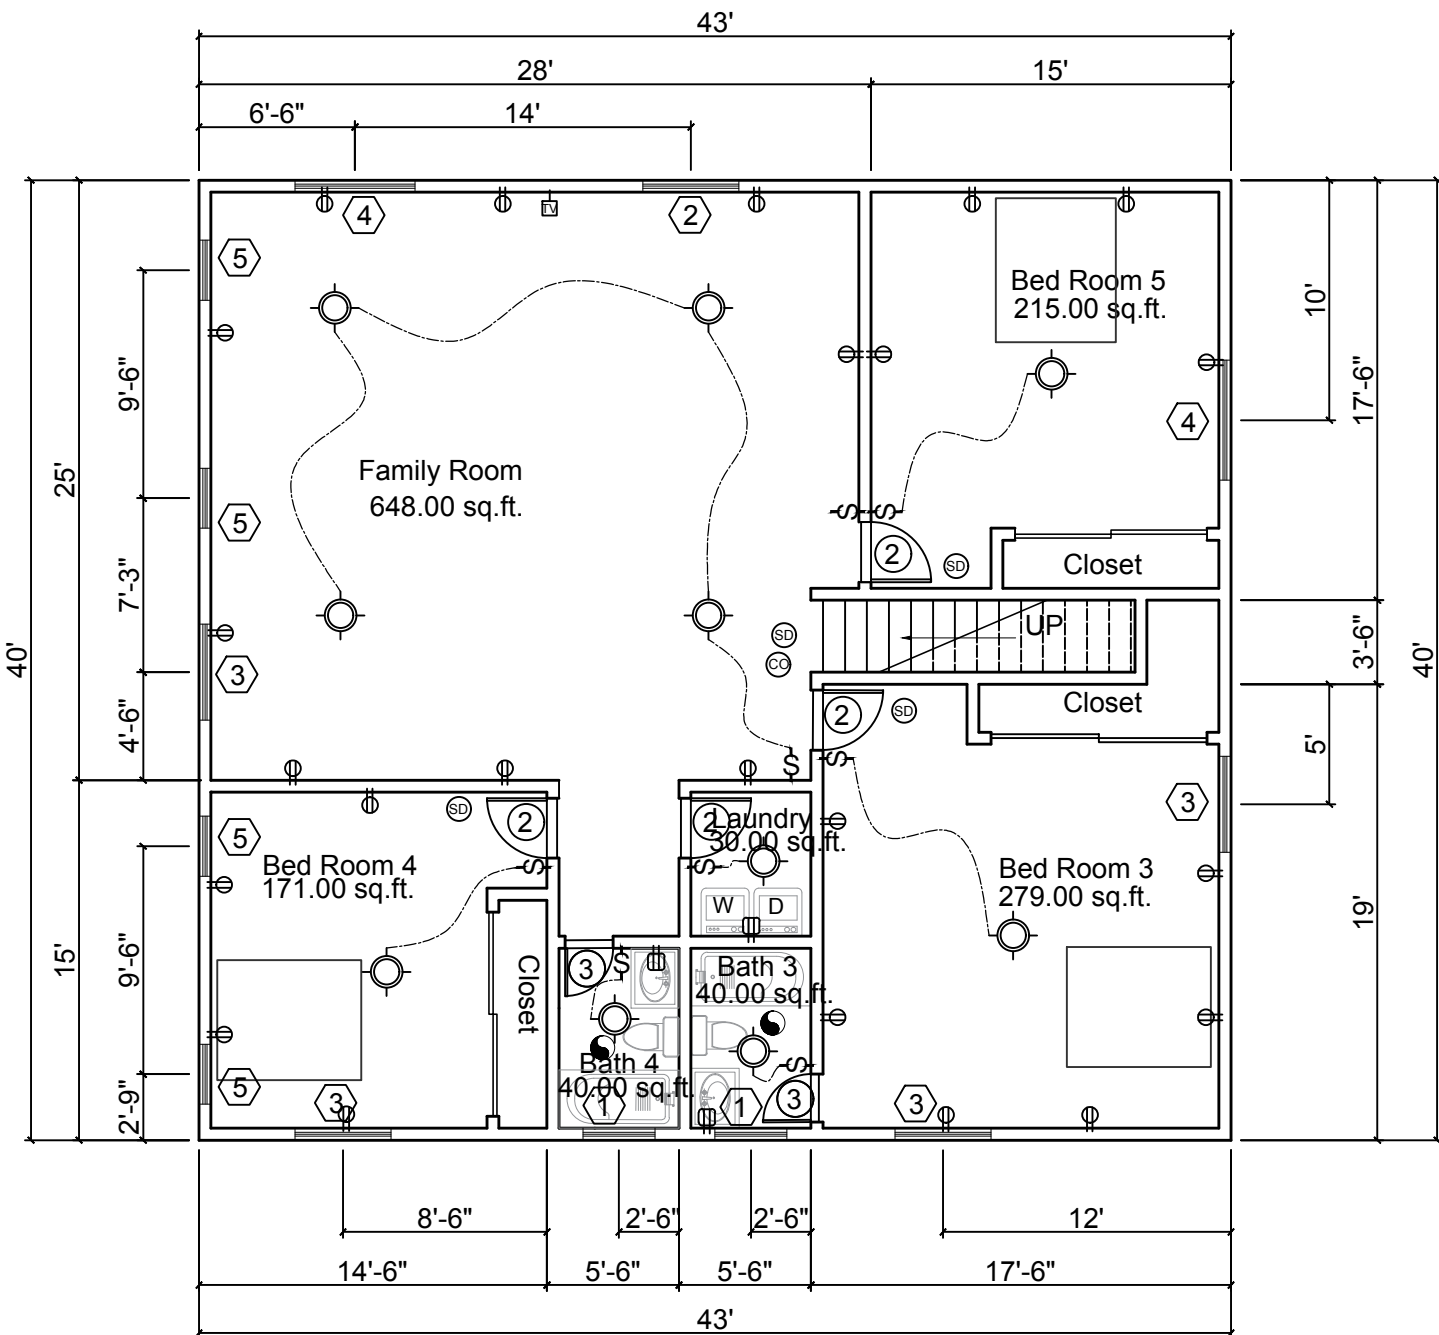 43'
28'
15'
6'-6"
14'
4
TV
2
5
Bed Room 5
215.00 sq.ft.
10'
9'-6"
17'-6"
4
25'
Family Room
648.00 sq.ft.
5
S
S
2
SD
Closet
7'-3"
UP
SD
CO
3'-6"
40'
40'
3
Closet
2
SD
4'-6"
5'
S
S
3
SD
2
2
Laundry
30.00 sq.ft.
5
Bed Room 4
171.00 sq.ft.
S
S
Bed Room 3
279.00 sq.ft.
W
D
19'
15'
9'-6"
Closet
3
S
Bath 3
40.00 sq.ft.
Bath 4
40.00 sq.ft.
S
5
3
1
1
3
3
2'-9"
8'-6"
2'-6"
2'-6"
12'
14'-6"
5'-6"
5'-6"
17'-6"
43'